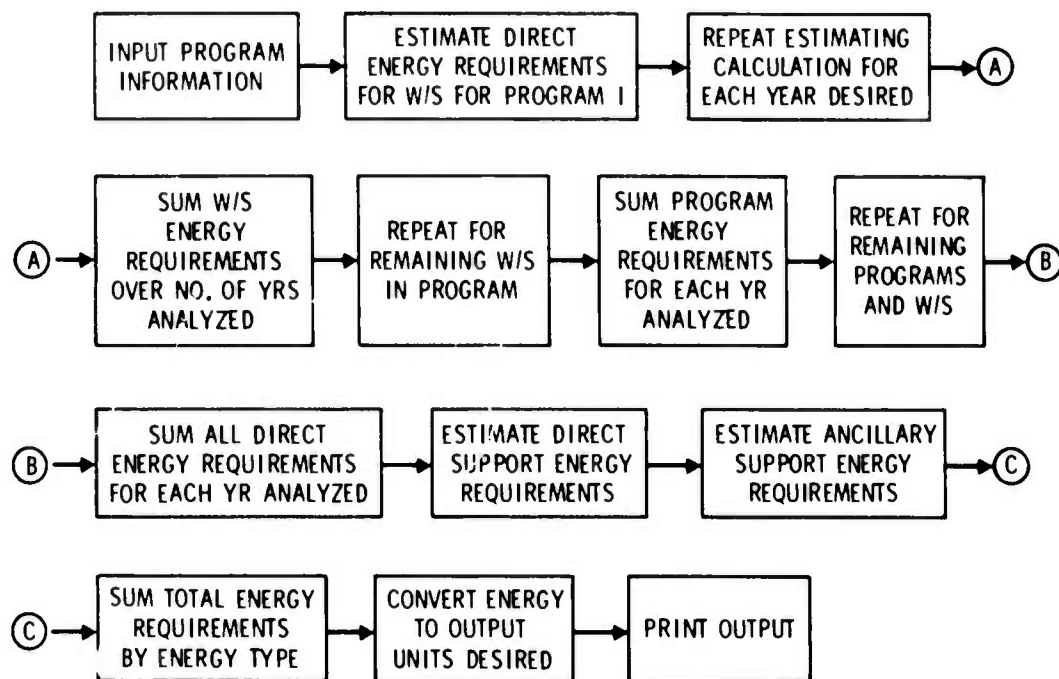 INPUT PROGRAM
INFORMATION
ESTIMATE DIRECT
ENERGY REQUIREMENTS
FOR W/S FOR PROGRAM I
REPEAT ESTIMATING
CALCULATION FOR
EACH YEAR DESIRED
A
A
SUM W/S
ENERGY
REQUIREMENTS
OVER NO. OF YRS
ANALYZED
REPEAT FOR
REMAINING W/S
IN PROGRAM
SUM PROGRAM
ENERGY
REQUIREMENTS
FOR EACH YR
ANALYZED
REPEAT FOR
REMAINING
PROGRAMS
AND W/S
B
B
SUM ALL DIRECT
ENERGY REQUIREMENTS
FOR EACH YR ANALYZED
ESTIMATE DIRECT
SUPPORT ENERGY
REQUIREMENTS
ESTIMATE ANCILLARY
SUPPORT ENERGY
REQUIREMENTS
C
C
SUM TOTAL ENERGY
REQUIREMENTS
BY ENERGY TYPE
CONVERT ENERGY
TO OUTPUT
UNITS DESIRED
PRINT OUTPUT